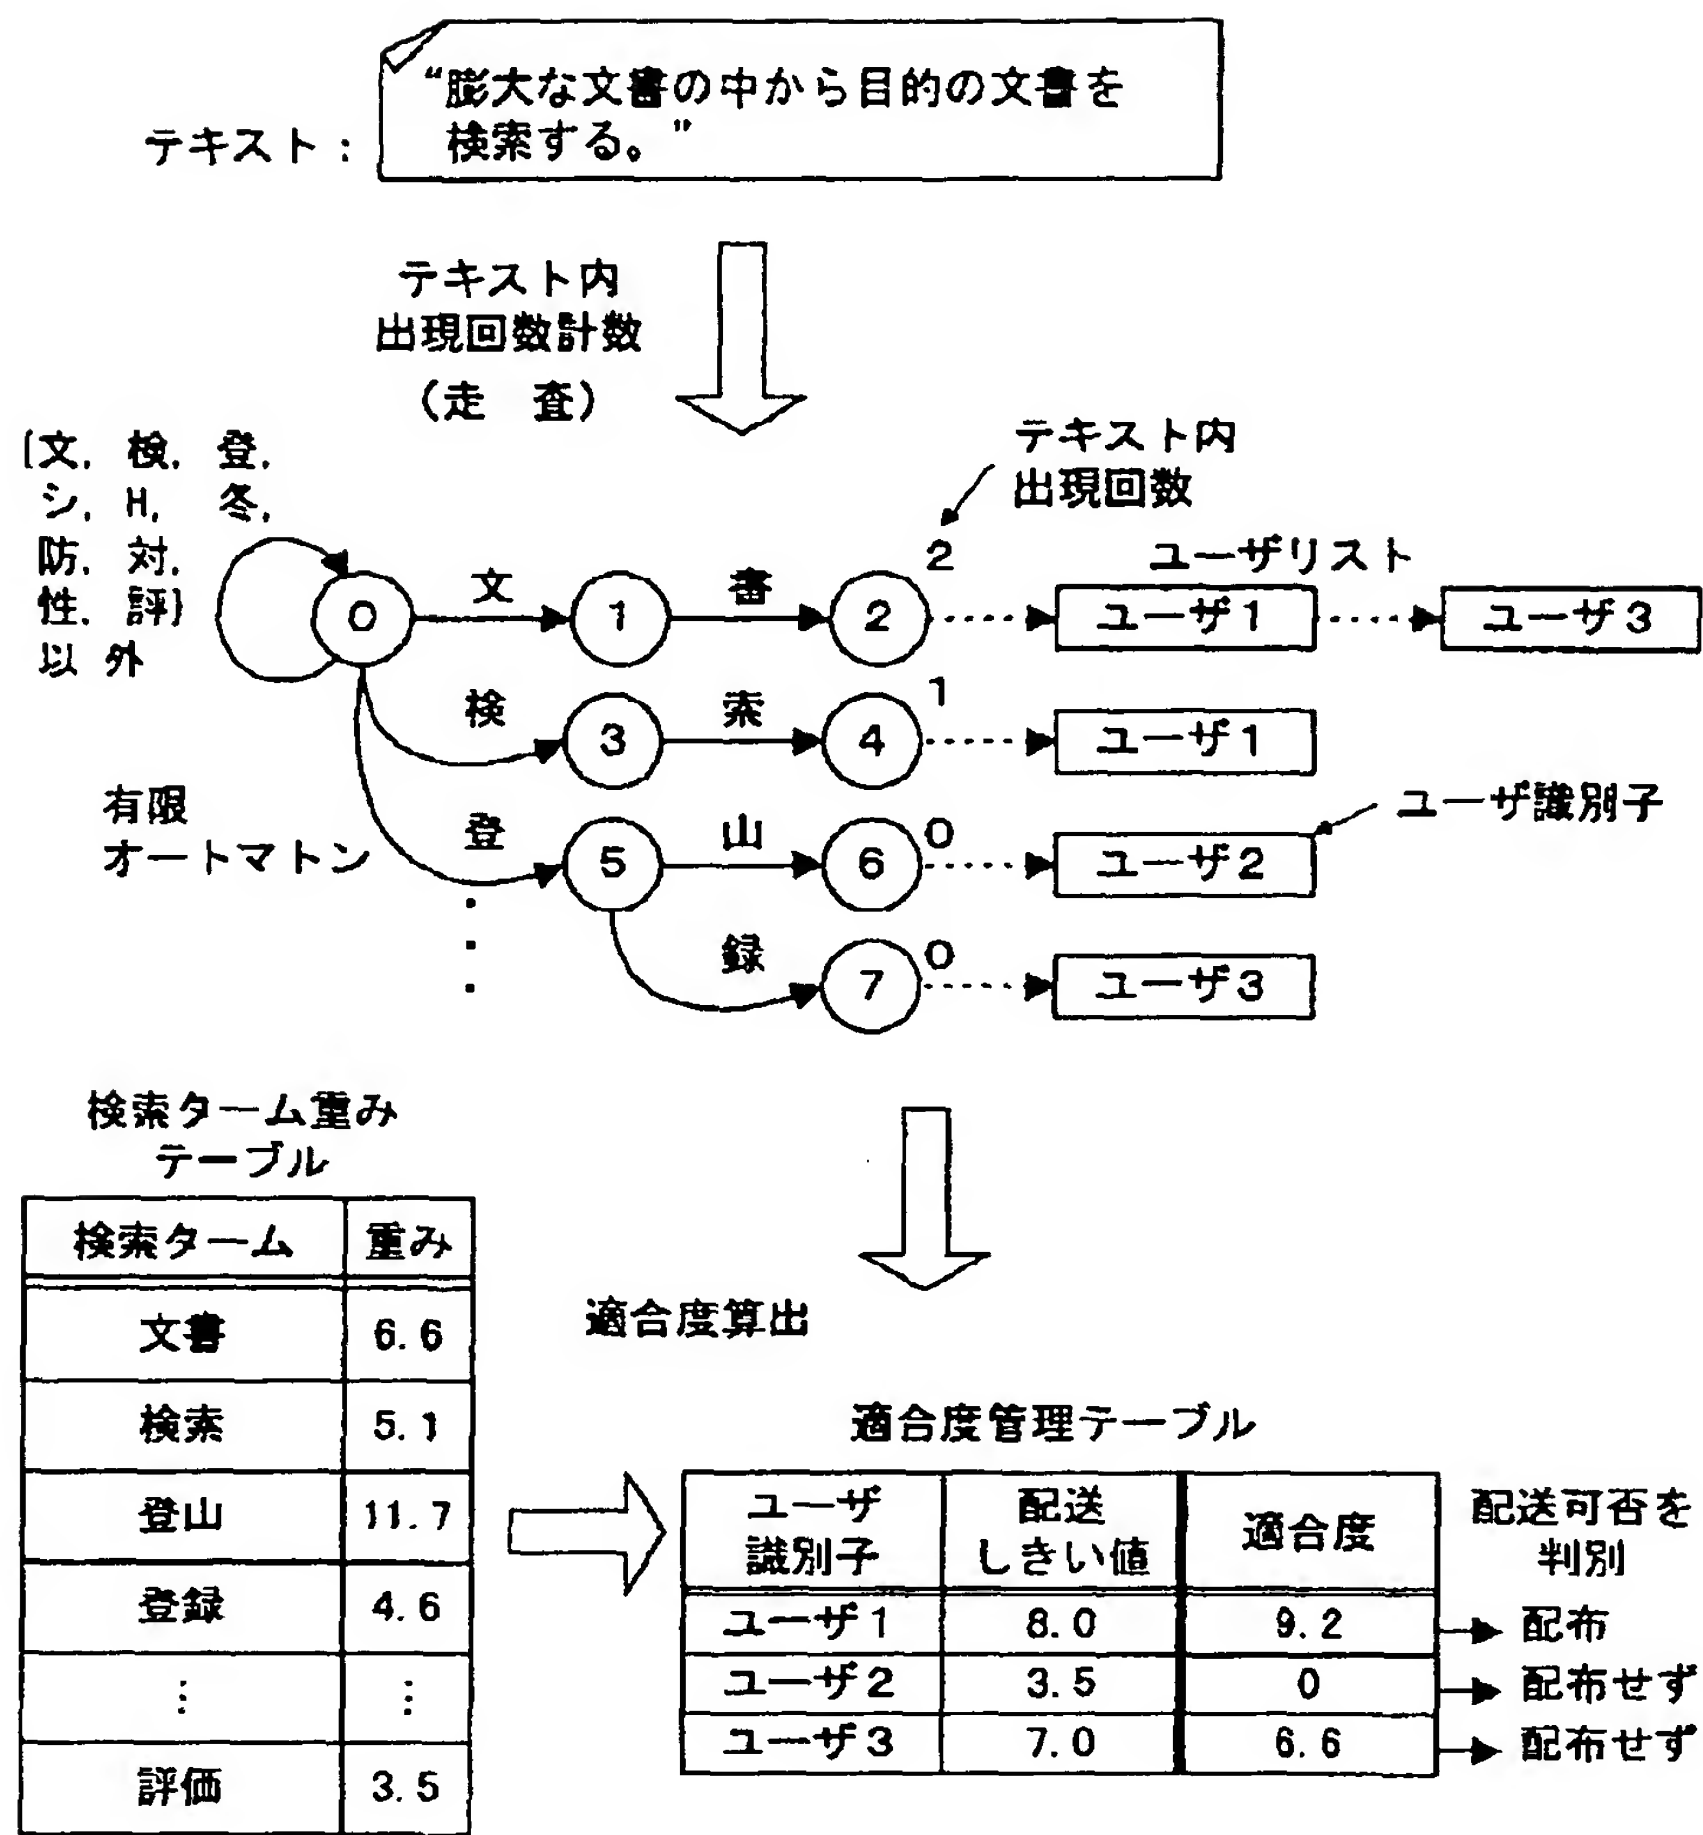 テキスト:
“膨大な文書の中から目的の文書を
検索する。”
テキスト内
出現回数計数
(走 査)
テキスト内
出現回数
{文, 検, 登,
シ, H, 冬,
防, 対,
性, 評}
以 外
0
文
1
書
2
2
ユーザリスト
ユーザ1
ユーザ3
検
3
索
4
1
ユーザ1
有限
オートマトン
登
5
山
6
0
ユーザ2
ユーザ識別子
録
7
0
ユーザ3
検索ターム重み
テーブル
検索ターム 重み
文書 6.6
検索 5.1
登山 11.7
登録 4.6
⋮ ⋮
評価 3.5
適合度算出
適合度管理テーブル
ユーザ
識別子
配送
しきい値
適合度
配送可否を
判別
ユーザ1 8.0 9.2 配布
ユーザ2 3.5 0 配布せず
ユーザ3 7.0 6.6 配布せず